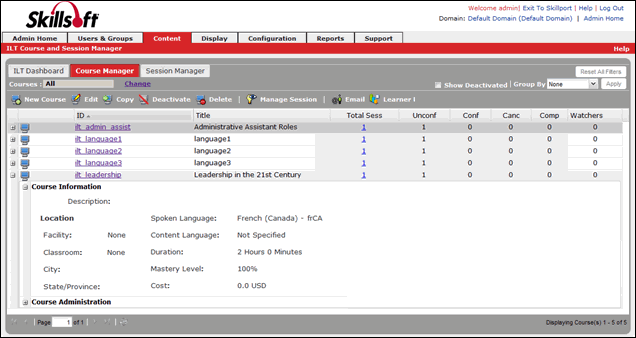 Skillsoft
Welcome admin| Exit To Skillport | Help | Log Out
Domain: Default Domain (Default Domain) | Admin Home
Admin Home Users & Groups Content Display Configuration Reports Support
ILT Course and Session Manager Help
ILT Dashboard Course Manager Session Manager Reset All Filters
Courses : All Change Show Deactivated | Group By None Apply
New Course Edit Copy Deactivate Delete | Manage Session | Email Learner I
ID Title Total Sess Unconf Conf Canc Comp Watchers
ilt_admin_assist Administrative Assistant Roles 1 1 0 0 0 0
ilt_language1 language1 1 1 0 0 0 0
ilt_language2 language2 1 1 0 0 0 0
ilt_language3 language3 1 1 0 0 0 0
ilt_leadership Leadership in the 21st Century 1 1 0 0 0 0
Course Information
Description:
Location Spoken Language: French (Canada) - frCA
Facility: None Content Language: Not Specified
Classroom: None Duration: 2 Hours 0 Minutes
City: Mastery Level: 100%
State/Province: Cost: 0.0 USD
Course Administration
Page 1 of 1 Displaying Course(s) 1 - 5 of 5